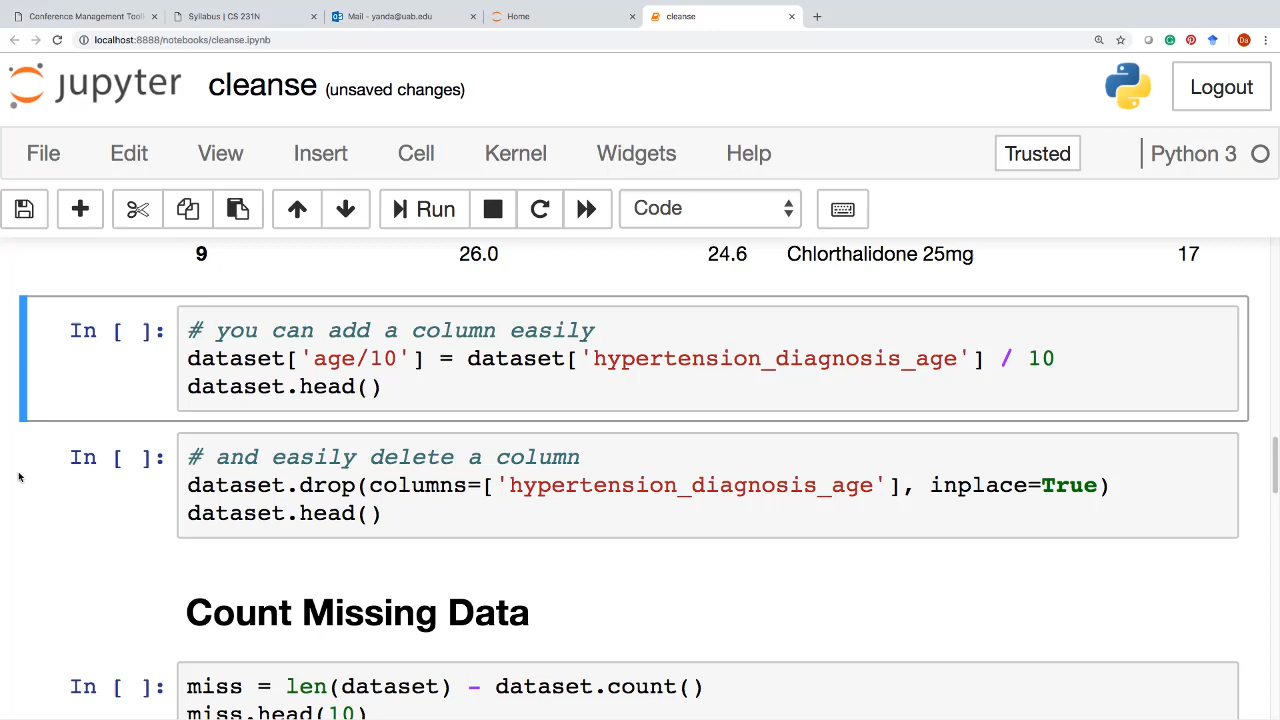 Conference Management Tool
Syllabus | CS 231N
Mail - yanda@uab.edu
Home
cleanse
localhost:8888/notebooks/cleanse.ipynb
Da
jupyter cleanse (unsaved changes)
Logout
File Edit View Insert Cell Kernel Widgets Help
Trusted
Python 3
Run
Code
9 26.0 24.6 Chlorthalidone 25mg 17
In [ ]:
# you can add a column easily
dataset['age/10'] = dataset['hypertension_diagnosis_age'] / 10
dataset.head()
In [ ]:
# and easily delete a column
dataset.drop(columns=['hypertension_diagnosis_age'], inplace=True)
dataset.head()
Count Missing Data
In [ ]:
miss = len(dataset) - dataset.count()
miss.head(10)